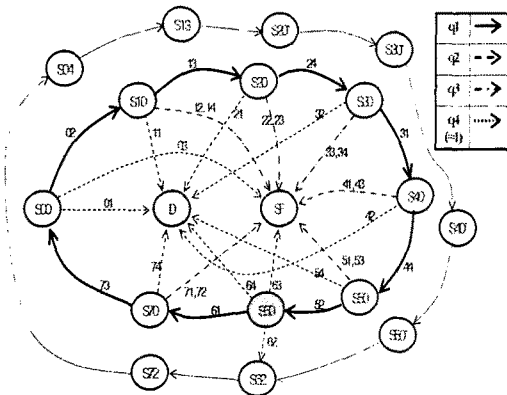 S13
S20'
S04
S30'
q1
q2
q3
q4
(=1)
13
S20
24
S10
S30
02
12,14
21
22,23
32
31
11
03
33,34
S00
01
ID
SF
41,43
S40
42
S40'
74
54
51,53
44
73
71,72
64
63
S50
S70
61
S60
52
S50'
62
S72
S32